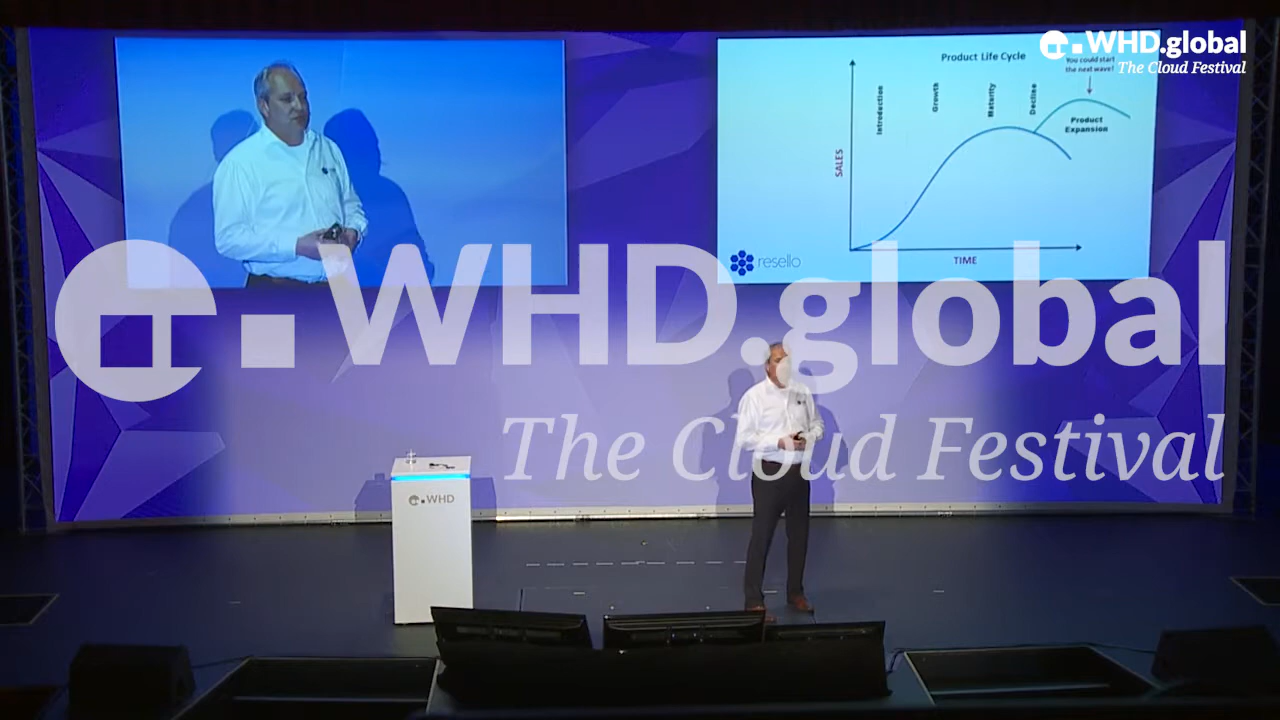 WHD.global
The Cloud Festival
Product Life Cycle
You could start
the next wave!
Introduction
Growth
Maturity
Decline
Product
Expansion
SALES
TIME
resello
WHD.global
The Cloud Festival
WHD